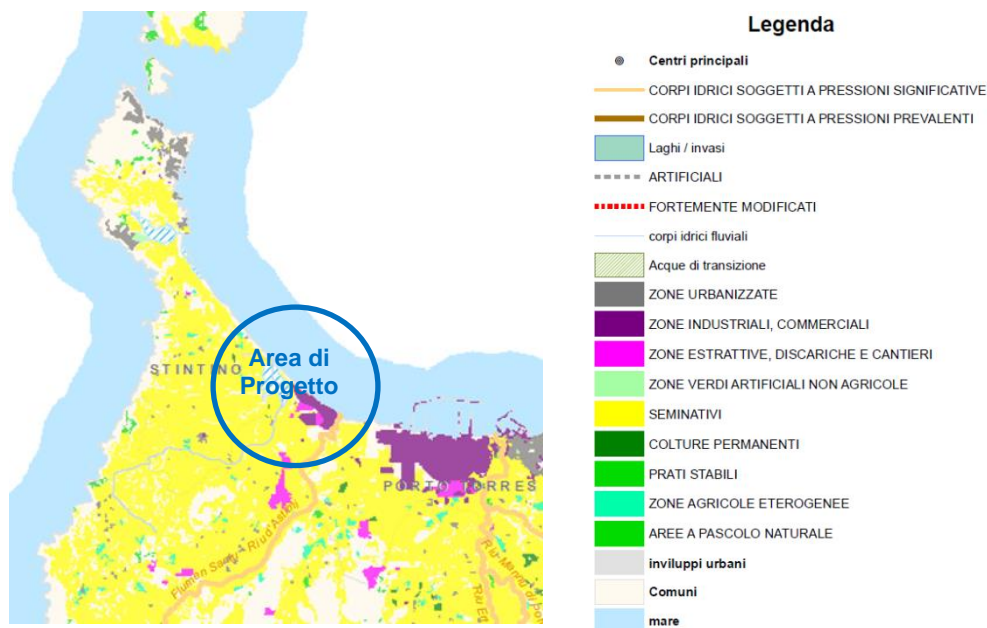 Area di
Progetto
STINTINO
PORTO TORRES
Legenda
Centri principali
CORPI IDRICI SOGGETTI A PRESSIONI SIGNIFICATIVE
CORPI IDRICI SOGGETTI A PRESSIONI PREVALENTI
Laghi / invasi
ARTIFICIALI
FORTEMENTE MODIFICATI
corpi idrici fluviali
Acque di transizione
ZONE URBANIZZATE
ZONE INDUSTRIALI, COMMERCIALI
ZONE ESTRATTIVE, DISCARICHE E CANTIERI
ZONE VERDI ARTIFICIALI NON AGRICOLE
SEMINATIVI
COLTURE PERMANENTI
PRATI STABILI
ZONE AGRICOLE ETEROGENEE
AREE A PASCOLO NATURALE
inviluppi urbani
Comuni
mare